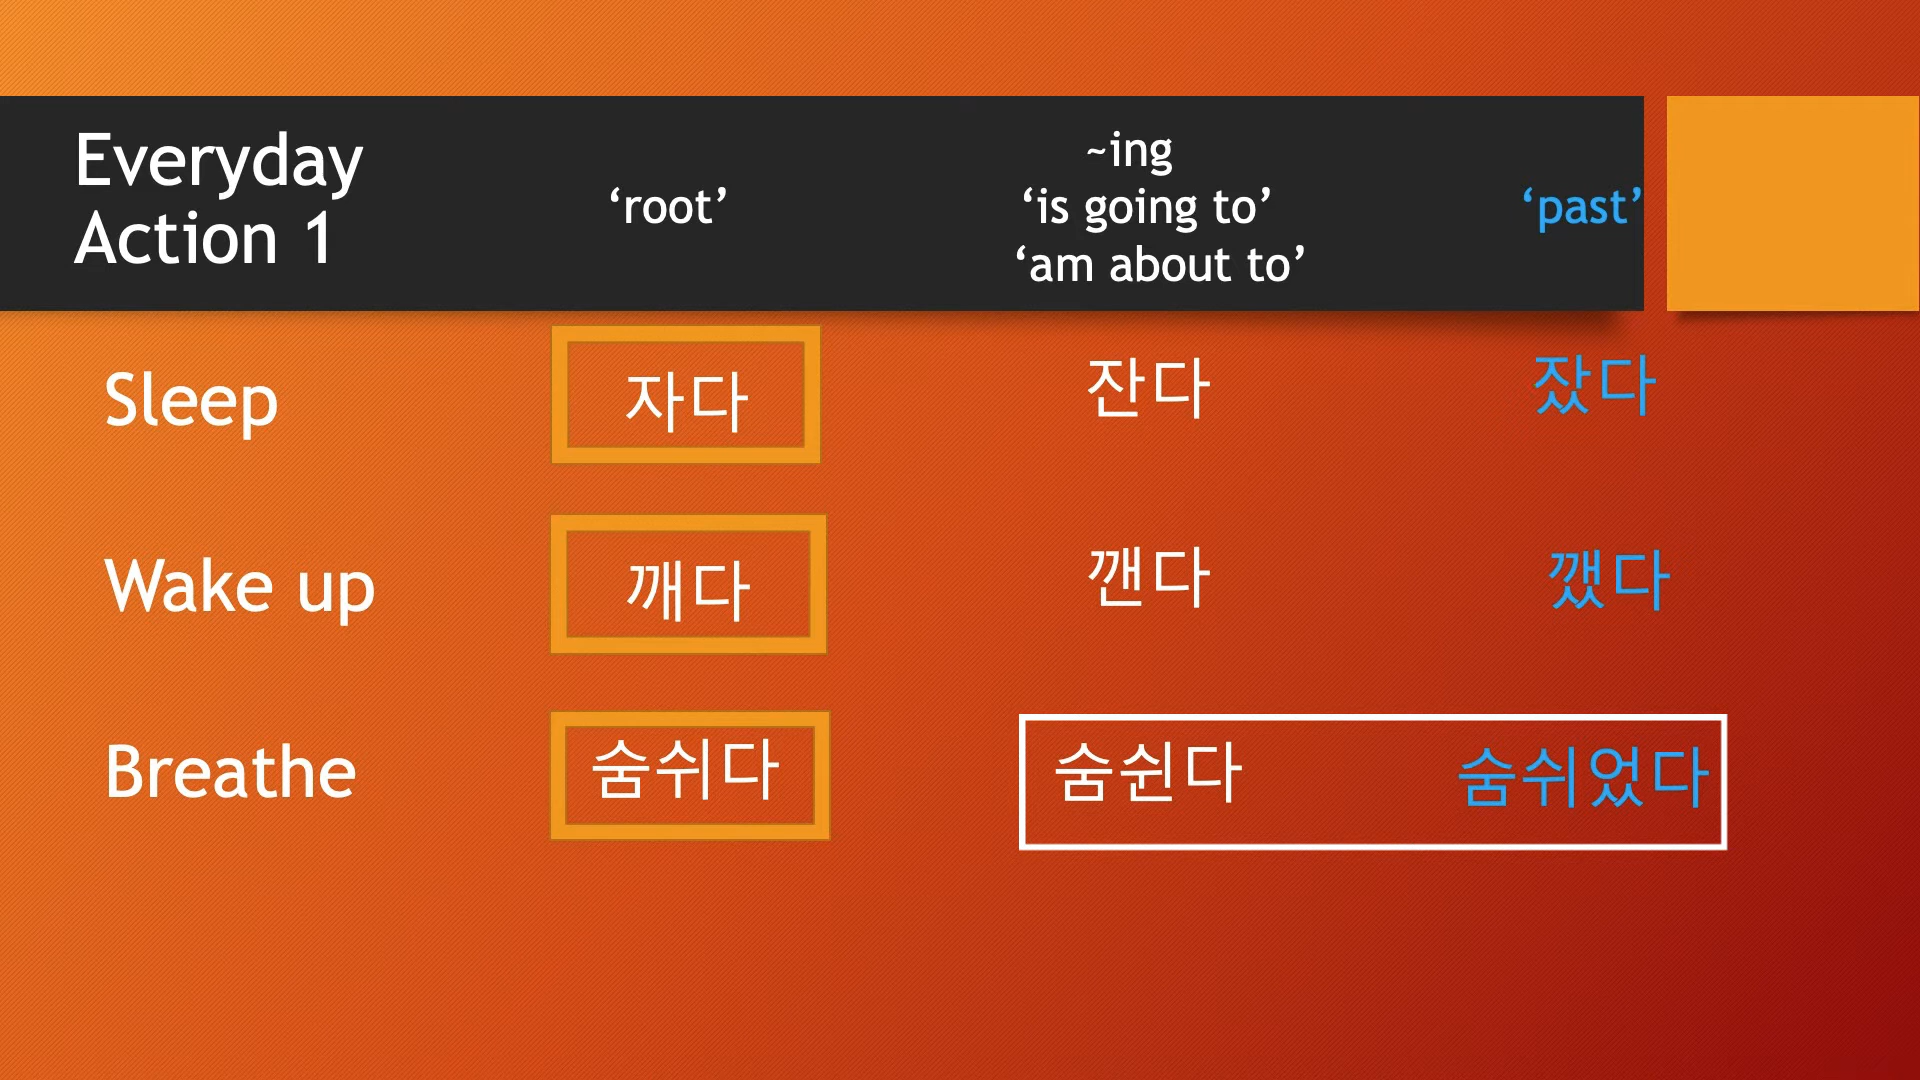 Everyday
Action 1
‘root’
~ing
‘is going to’
‘am about to’
‘past’
Sleep 자다 잔다 잤다
Wake up 깨다 깬다 깼다
Breathe 숨쉬다 숨쉰다 숨쉬었다